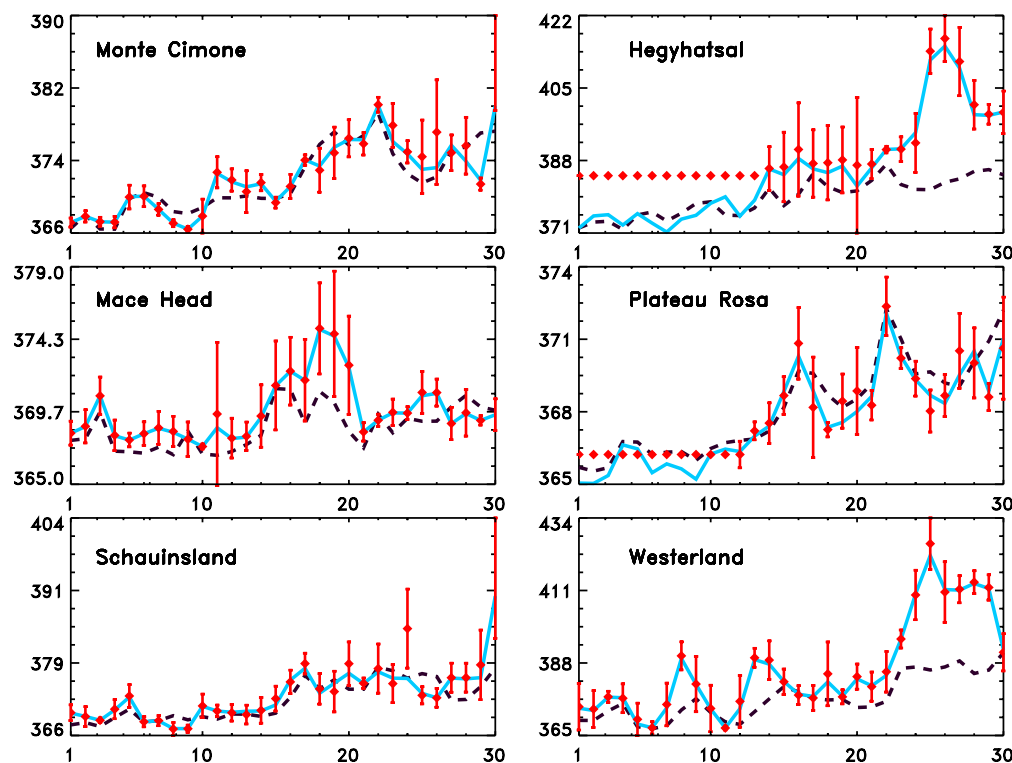 390
382
374
366
Monte Cimone
1 10 20 30
422
405
388
371
Hegyhatsal
1 10 20 30
379.0
374.3
369.7
365.0
Mace Head
1 10 20 30
374
371
368
365
Plateau Rosa
1 10 20 30
404
391
379
366
Schauinsland
1 10 20 30
434
411
388
365
Westerland
1 10 20 30